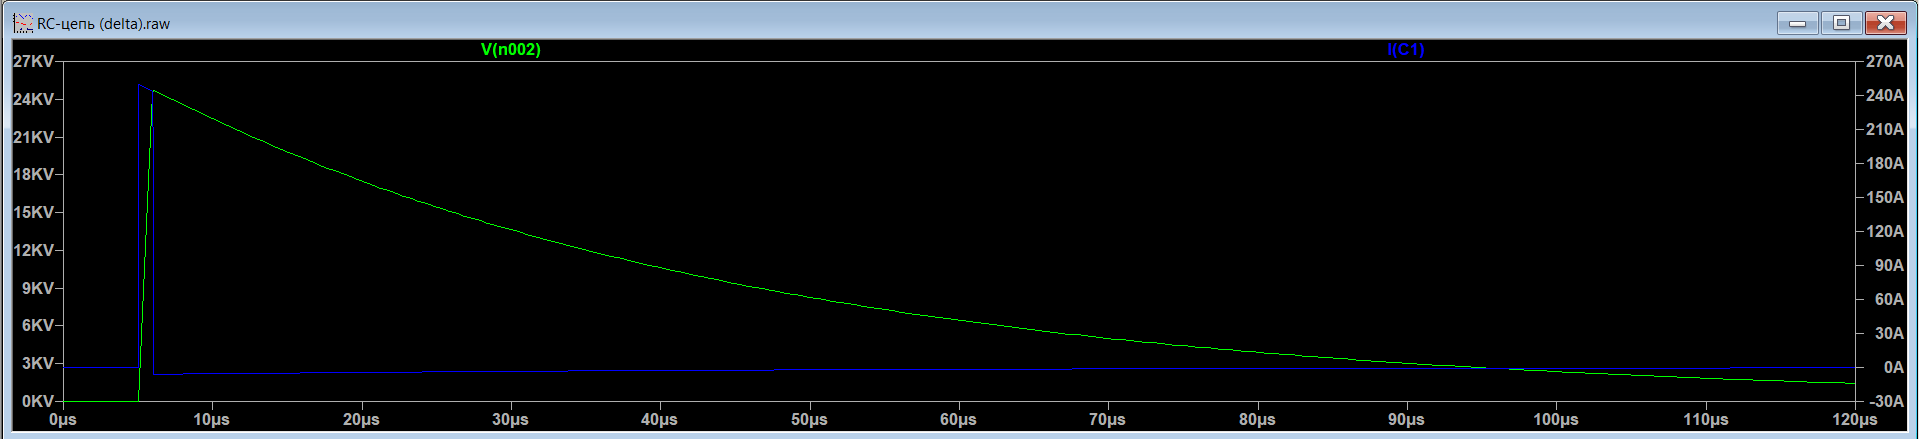 RC-цепь (delta).raw
V(n002) I(C1)
27KV 270A
24KV 240A
21KV 210A
18KV 180A
15KV 150A
12KV 120A
9KV 90A
6KV 60A
3KV 30A
0KV 0A
-30A
0µs 10µs 20µs 30µs 40µs 50µs 60µs 70µs 80µs 90µs 100µs 110µs 120µs